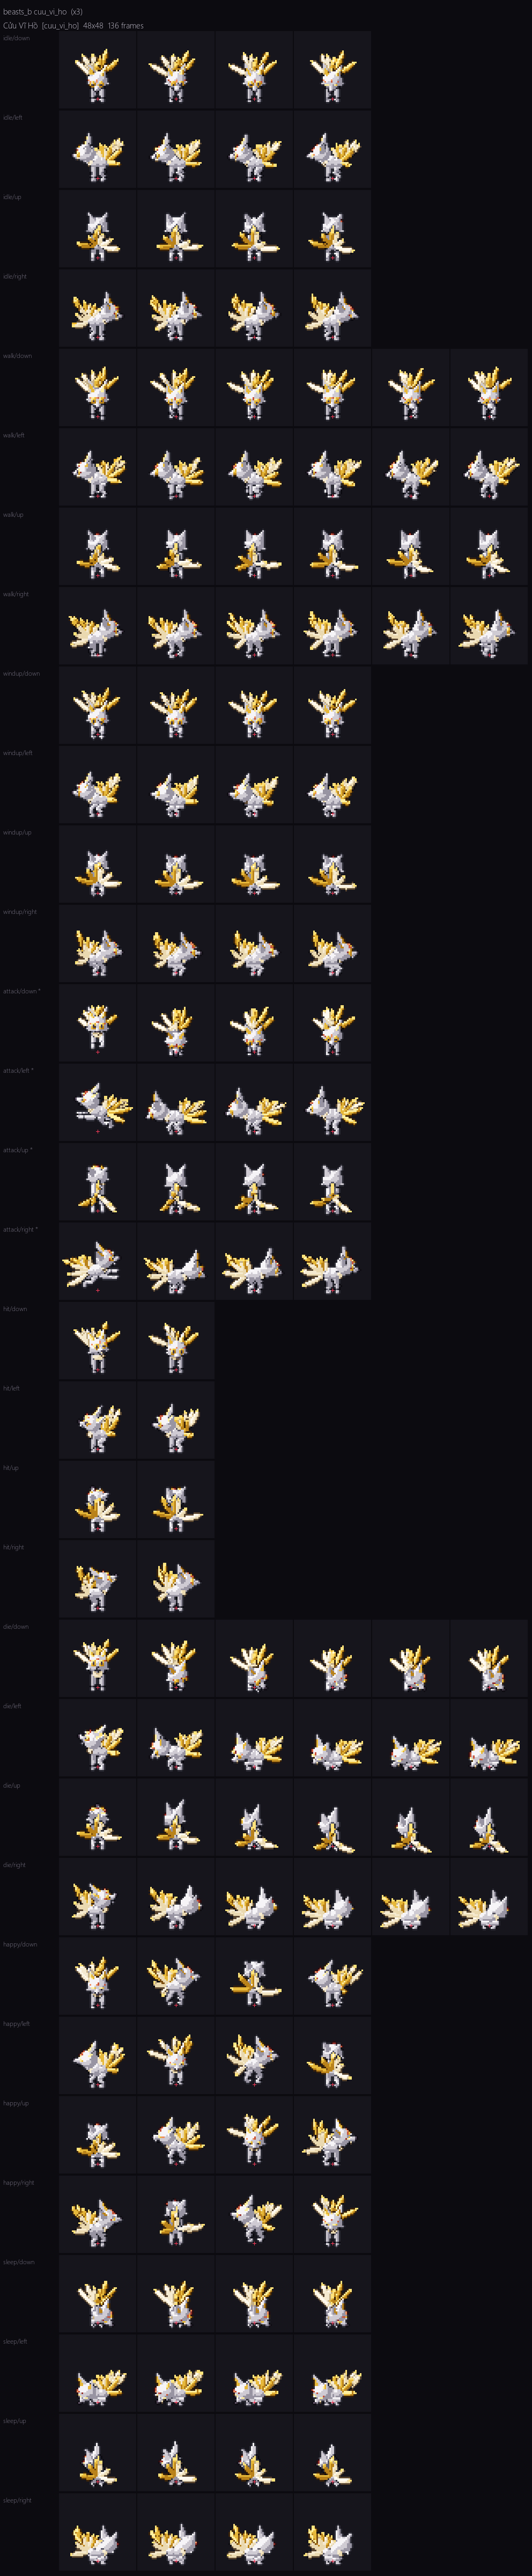 beasts_b cuu_vi_ho (x3)
Cửu Vĩ Hồ [cuu_vi_ho] 48x48 136 frames
idle/down
idle/left
idle/up
idle/right
walk/down
walk/left
walk/up
walk/right
windup/down
windup/left
windup/up
windup/right
attack/down *
attack/left *
attack/up *
attack/right *
hit/down
hit/left
hit/up
hit/right
die/down
die/left
die/up
die/right
happy/down
happy/left
happy/up
happy/right
sleep/down
sleep/left
sleep/up
sleep/right